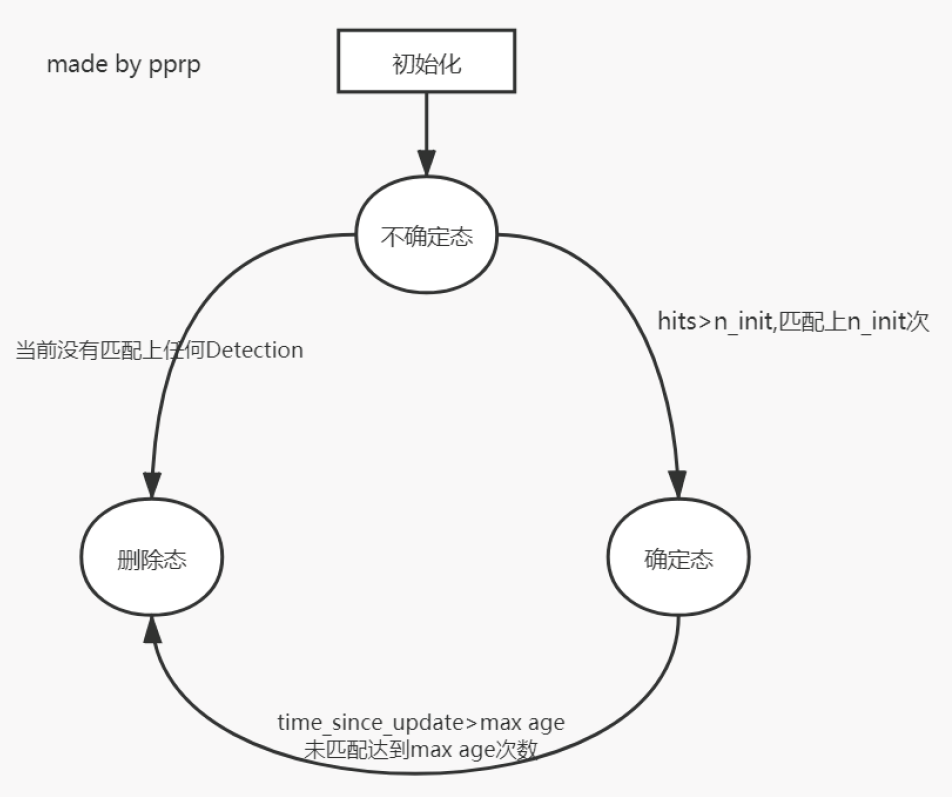 made by pprp
初始化
不确定态
hits>n_init,匹配上n_init次
当前没有匹配上任何Detection
删除态
确定态
time_since_update>max age
未匹配达到max age次数